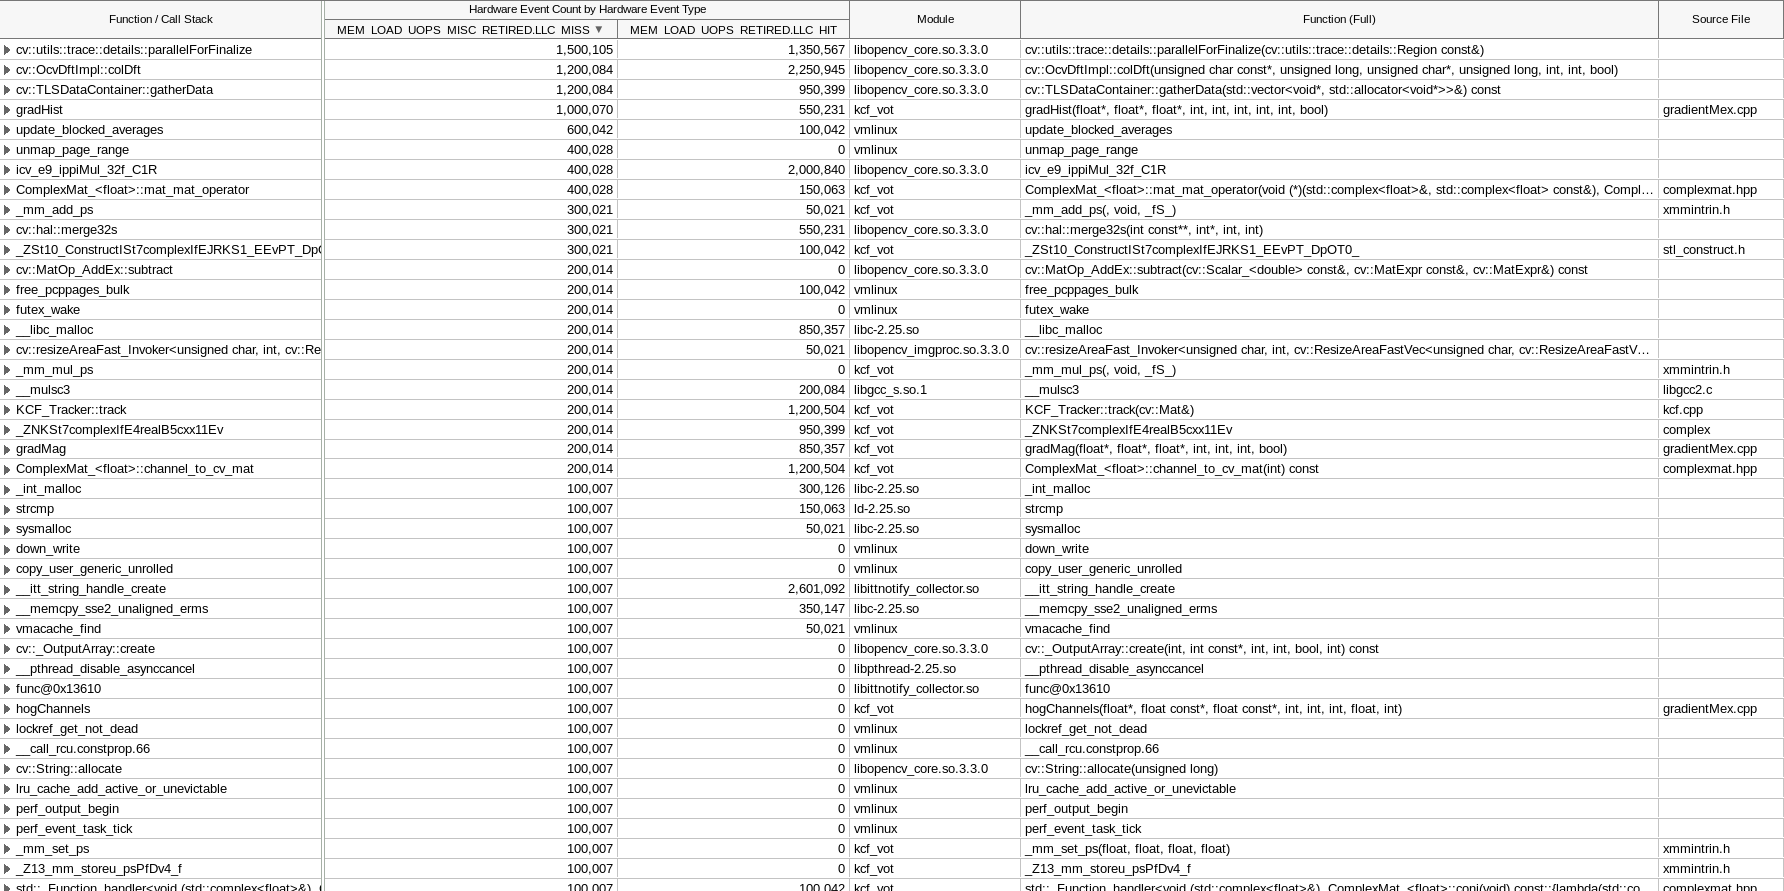 Function / Call Stack Hardware Event Count by Hardware Event Type Module Function (Full) Source File
MEM_LOAD_UOPS_MISC_RETIRED.LLC_MISS ▼ MEM_LOAD_UOPS_RETIRED.LLC_HIT
cv::utils::trace::details::parallelForFinalize 1,500,105 1,350,567 libopencv_core.so.3.3.0 cv::utils::trace::details::parallelForFinalize(cv::utils::trace::details::Region const&)
cv::OcvDftImpl::colDft 1,200,084 2,250,945 libopencv_core.so.3.3.0 cv::OcvDftImpl::colDft(unsigned char const*, unsigned long, unsigned char*, unsigned long, int, int, bool)
cv::TLSDataContainer::gatherData 1,200,084 950,399 libopencv_core.so.3.3.0 cv::TLSDataContainer::gatherData(std::vector<void*, std::allocator<void*>>&) const
gradHist 1,000,070 550,231 kcf_vot gradHist(float*, float*, float*, int, int, int, int, int, bool) gradientMex.cpp
update_blocked_averages 600,042 100,042 vmlinux update_blocked_averages
unmap_page_range 400,028 0 vmlinux unmap_page_range
icv_e9_ippiMul_32f_C1R 400,028 2,000,840 libopencv_core.so.3.3.0 icv_e9_ippiMul_32f_C1R
ComplexMat_<float>::mat_mat_operator 400,028 150,063 kcf_vot ComplexMat_<float>::mat_mat_operator(void (*)(std::complex<float>&, std::complex<float> const&), Compl… complexmat.hpp
_mm_add_ps 300,021 50,021 kcf_vot _mm_add_ps(, void, _fS_) xmmintrin.h
cv::hal::merge32s 300,021 550,231 libopencv_core.so.3.3.0 cv::hal::merge32s(int const**, int*, int, int)
_ZSt10_ConstructISt7complexIfEJRKS1_EEvPT_Dp 300,021 100,042 kcf_vot _ZSt10_ConstructISt7complexIfEJRKS1_EEvPT_DpOT0_ stl_construct.h
cv::MatOp_AddEx::subtract 200,014 0 libopencv_core.so.3.3.0 cv::MatOp_AddEx::subtract(cv::Scalar_<double> const&, cv::MatExpr const&, cv::MatExpr&) const
free_pcppages_bulk 200,014 100,042 vmlinux free_pcppages_bulk
futex_wake 200,014 0 vmlinux futex_wake
__libc_malloc 200,014 850,357 libc-2.25.so __libc_malloc
cv::resizeAreaFast_Invoker<unsigned char, int, cv::Re 200,014 50,021 libopencv_imgproc.so.3.3.0 cv::resizeAreaFast_Invoker<unsigned char, int, cv::ResizeAreaFastVec<unsigned char, cv::ResizeAreaFastV…
_mm_mul_ps 200,014 0 kcf_vot _mm_mul_ps(, void, _fS_) xmmintrin.h
__mulsc3 200,014 200,084 libgcc_s.so.1 __mulsc3 libgcc2.c
KCF_Tracker::track 200,014 1,200,504 kcf_vot KCF_Tracker::track(cv::Mat&) kcf.cpp
_ZNKSt7complexIfE4realB5cxx11Ev 200,014 950,399 kcf_vot _ZNKSt7complexIfE4realB5cxx11Ev complex
gradMag 200,014 850,357 kcf_vot gradMag(float*, float*, float*, int, int, int, bool) gradientMex.cpp
ComplexMat_<float>::channel_to_cv_mat 200,014 1,200,504 kcf_vot ComplexMat_<float>::channel_to_cv_mat(int) const complexmat.hpp
_int_malloc 100,007 300,126 libc-2.25.so _int_malloc
strcmp 100,007 150,063 ld-2.25.so strcmp
sysmalloc 100,007 50,021 libc-2.25.so sysmalloc
down_write 100,007 0 vmlinux down_write
copy_user_generic_unrolled 100,007 0 vmlinux copy_user_generic_unrolled
__itt_string_handle_create 100,007 2,601,092 libittnotify_collector.so __itt_string_handle_create
__memcpy_sse2_unaligned_erms 100,007 350,147 libc-2.25.so __memcpy_sse2_unaligned_erms
vmacache_find 100,007 50,021 vmlinux vmacache_find
cv::_OutputArray::create 100,007 0 libopencv_core.so.3.3.0 cv::_OutputArray::create(int, int const*, int, int, bool, int) const
__pthread_disable_asynccancel 100,007 0 libpthread-2.25.so __pthread_disable_asynccancel
func@0x13610 100,007 0 libittnotify_collector.so func@0x13610
hogChannels 100,007 0 kcf_vot hogChannels(float*, float const*, float const*, int, int, int, float, int) gradientMex.cpp
lockref_get_not_dead 100,007 0 vmlinux lockref_get_not_dead
__call_rcu.constprop.66 100,007 0 vmlinux __call_rcu.constprop.66
cv::String::allocate 100,007 0 libopencv_core.so.3.3.0 cv::String::allocate(unsigned long)
lru_cache_add_active_or_unevictable 100,007 0 vmlinux lru_cache_add_active_or_unevictable
perf_output_begin 100,007 0 vmlinux perf_output_begin
perf_event_task_tick 100,007 0 vmlinux perf_event_task_tick
_mm_set_ps 100,007 0 kcf_vot _mm_set_ps(float, float, float, float) xmmintrin.h
_Z13_mm_storeu_psPfDv4_f 100,007 0 kcf_vot _Z13_mm_storeu_psPfDv4_f xmmintrin.h
std::_Function_handler<void (std::complex<float>&), 100,007 100,042 kcf_vot std::_Function_handler<void (std::complex<float>&), ComplexMat_<float>::conj(void) const::{lambda(std::co… complexmat.hpp